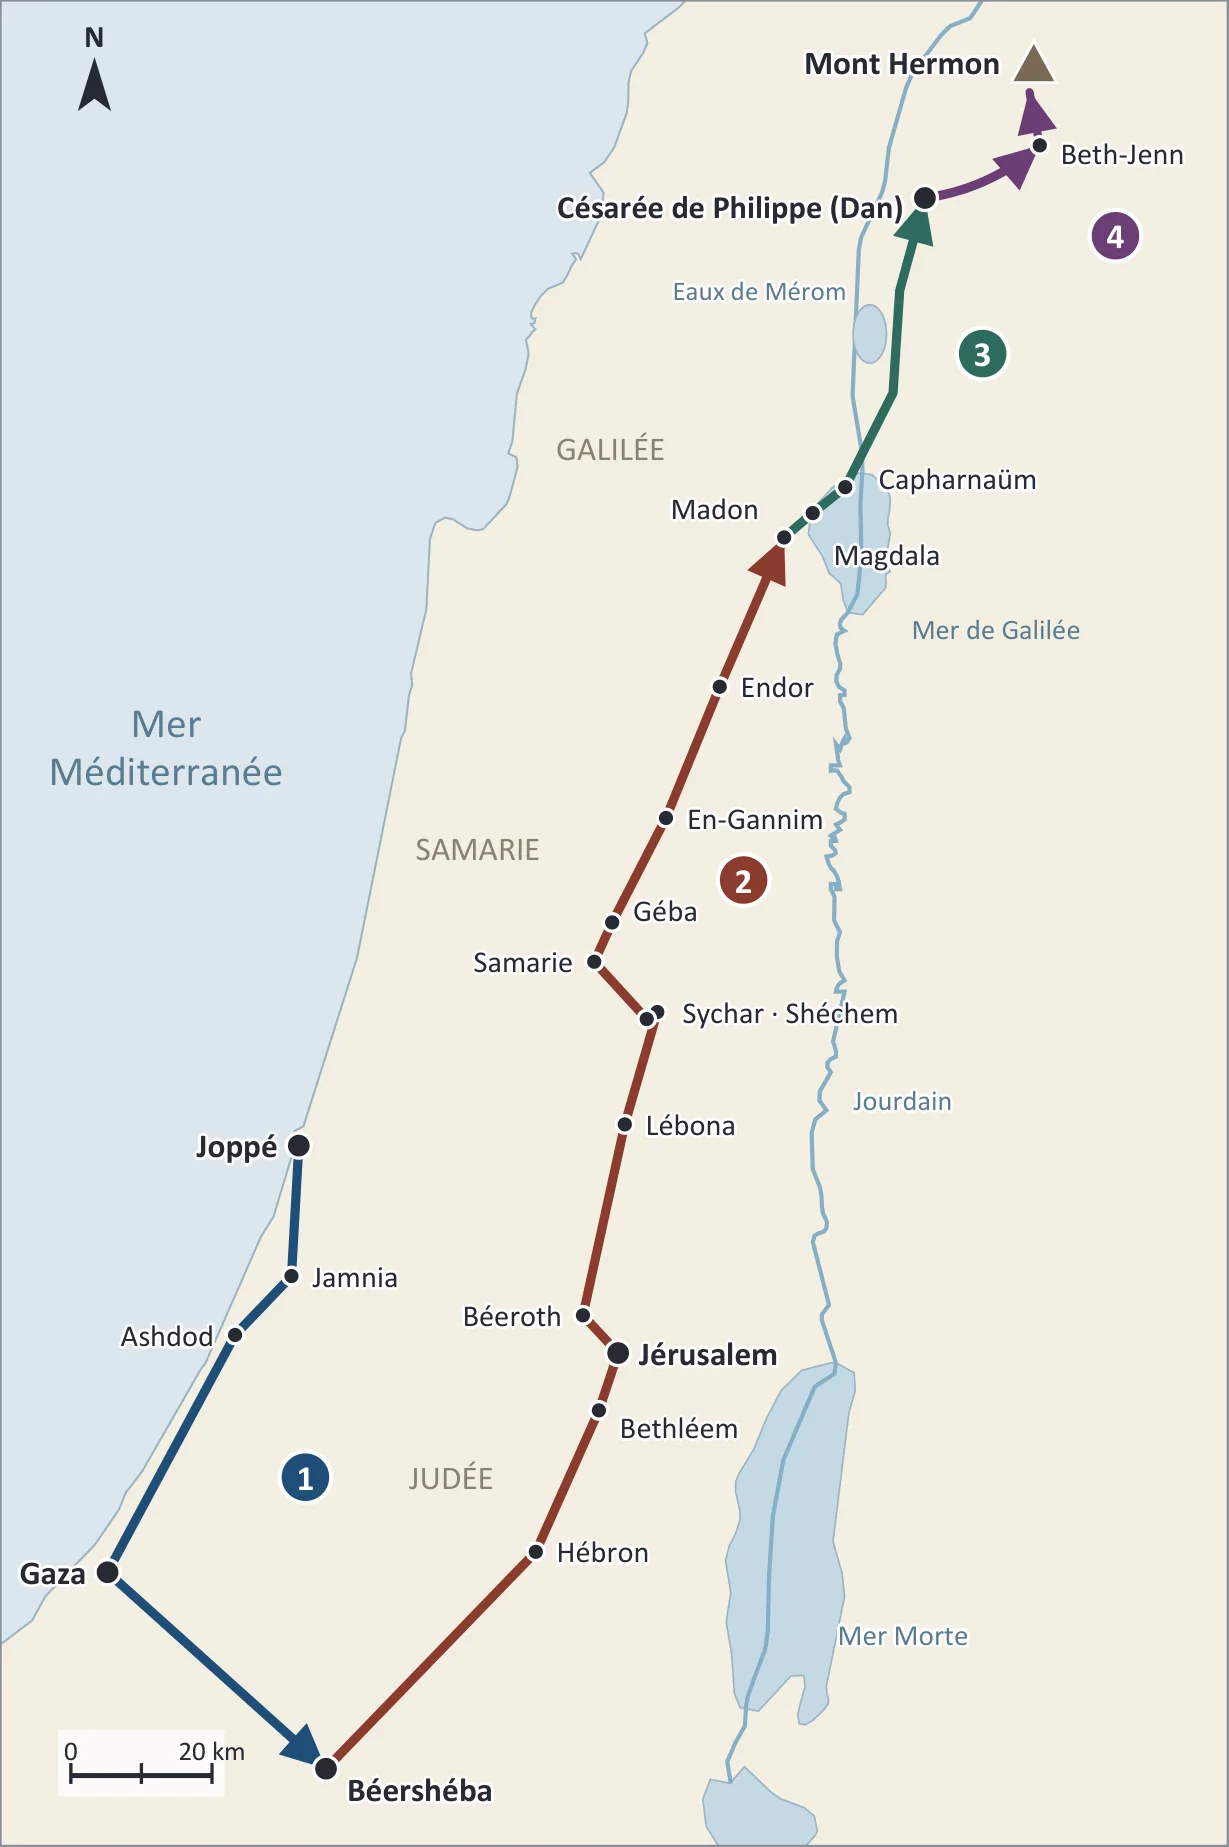 N
Mont Hermon
Beth-Jenn
Césarée de Philippe (Dan)
4
Eaux de Mérom
3
GALILÉE
Capharnaüm
Madon
Magdala
Mer de Galilée
Endor
Mer
Méditerranée
En-Gannim
SAMARIE
2
Géba
Samarie
Sychar · Shéchem
Jourdain
Lébona
Joppé
Jamnia
Béeroth
Ashdod
Jérusalem
Bethléem
1
JUDÉE
Hébron
Gaza
Mer Morte
0 20 km
Béershéba